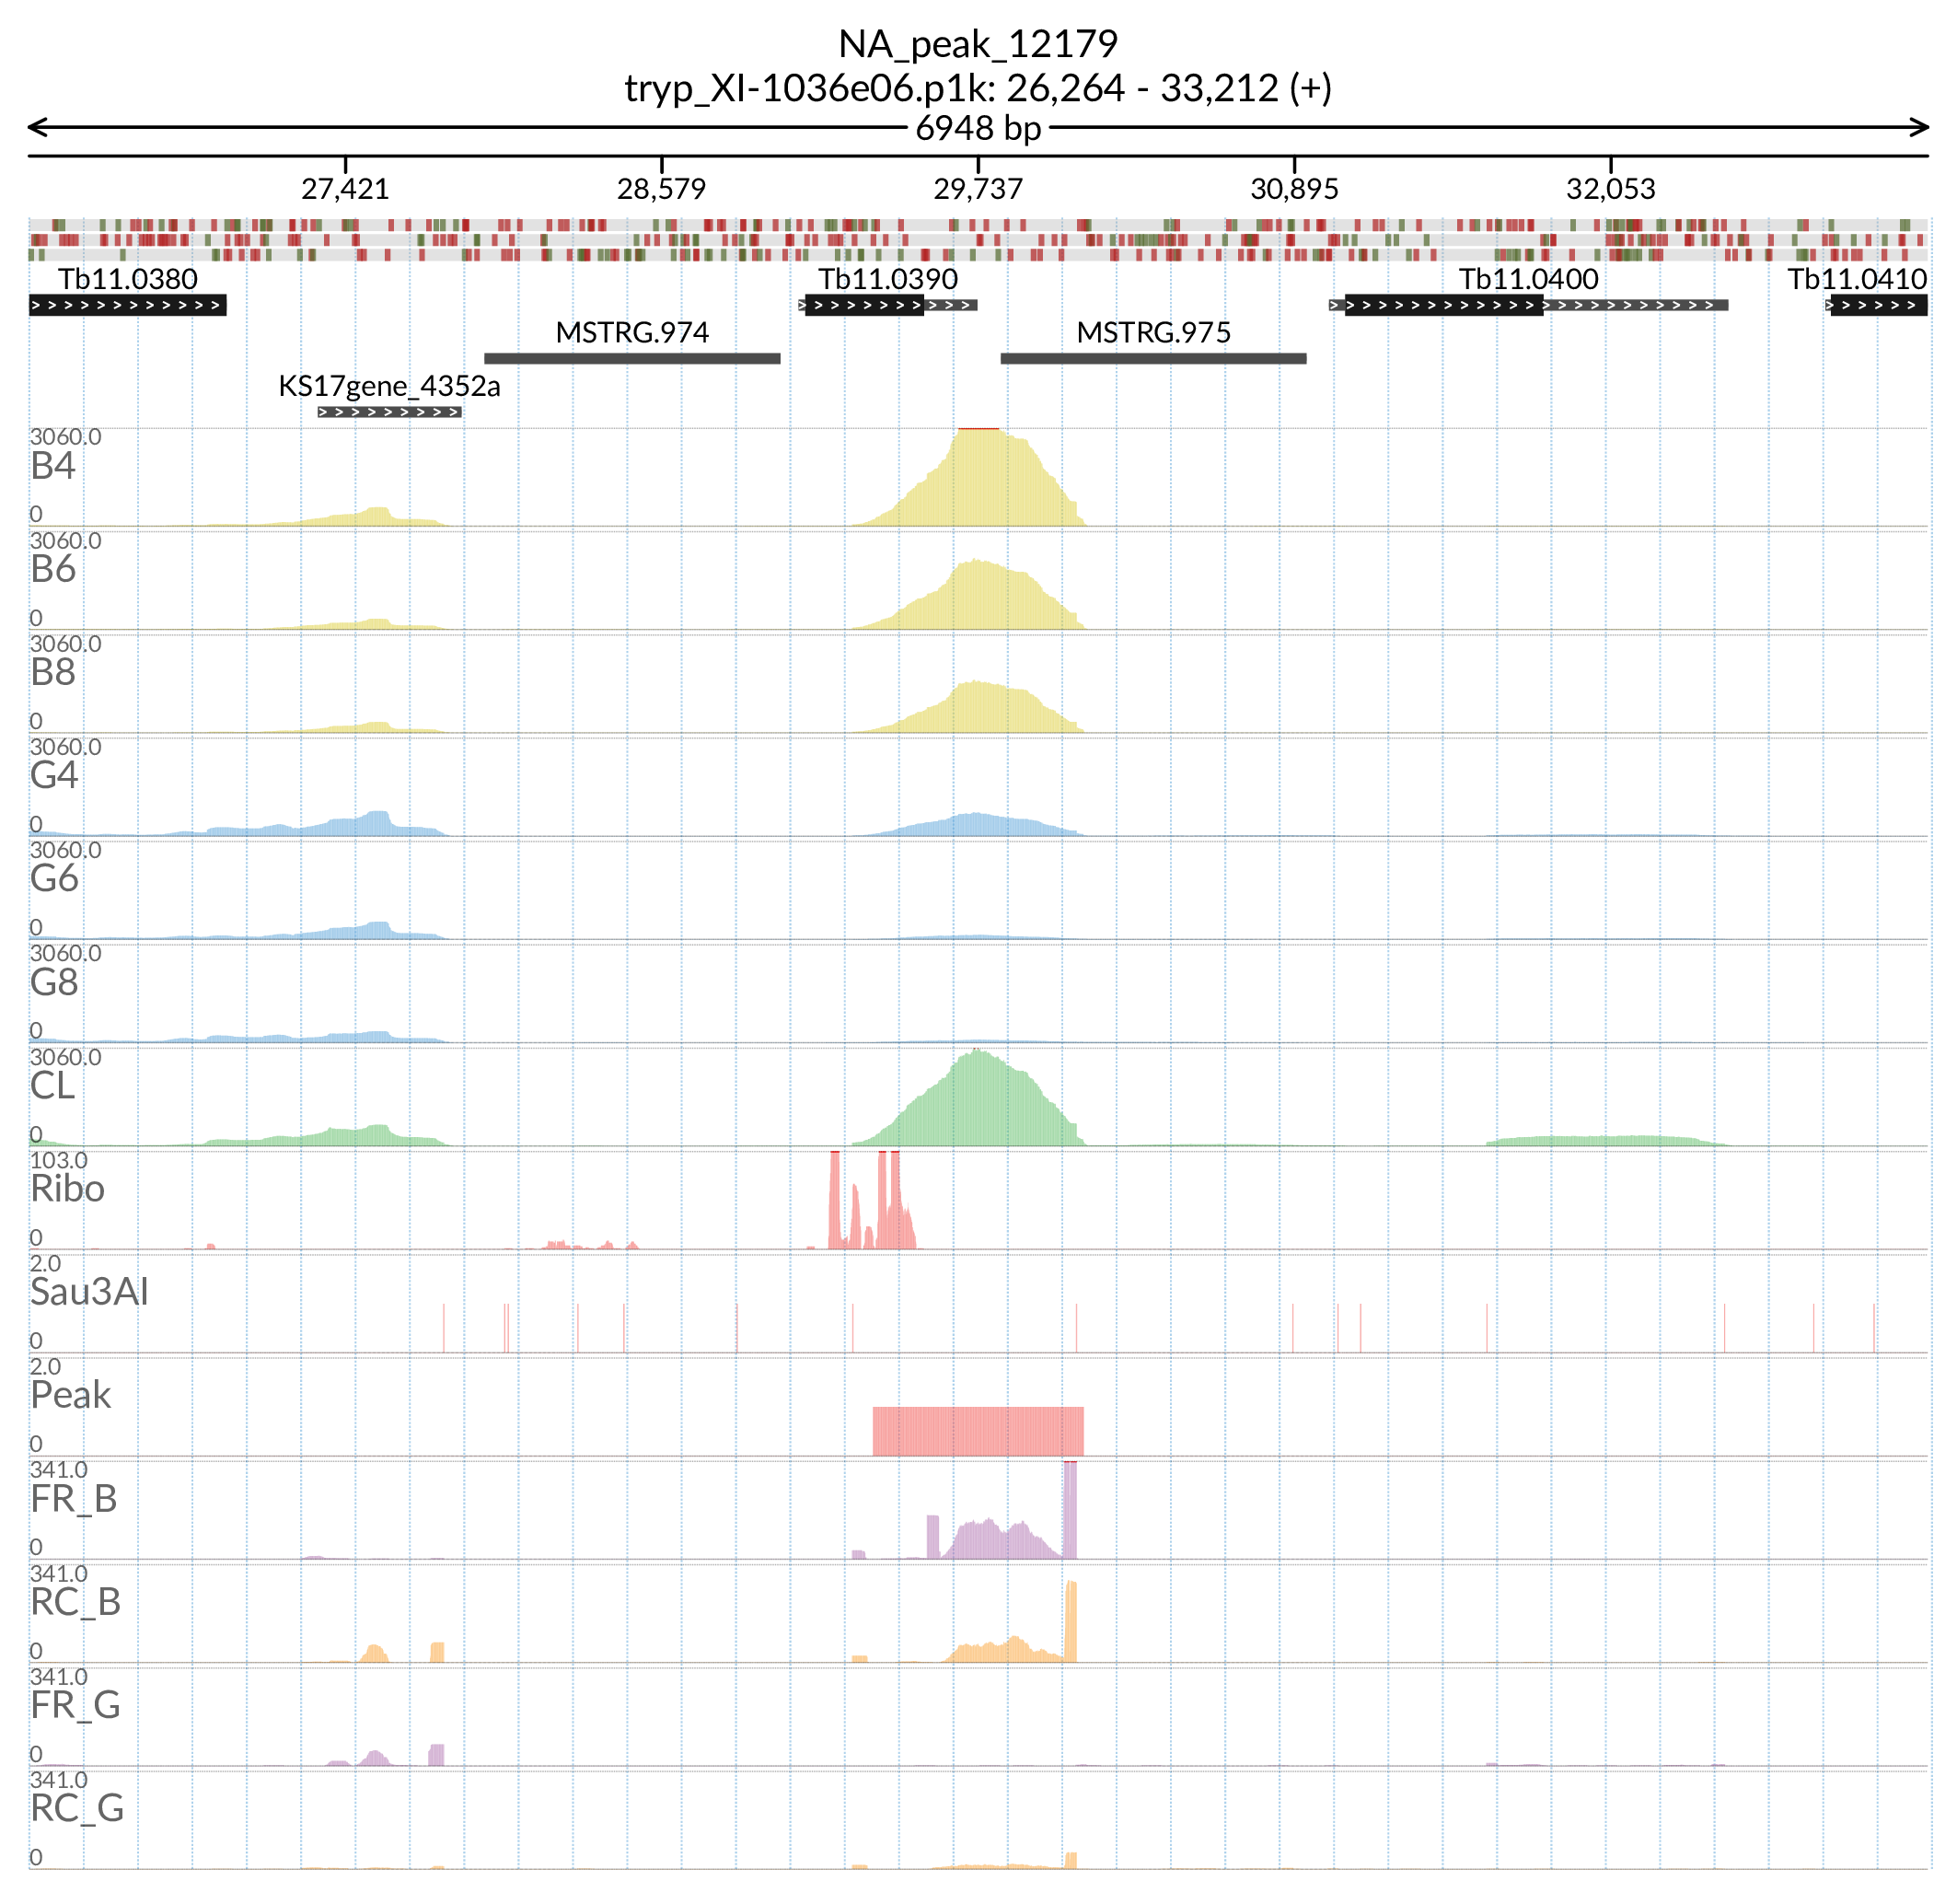 NA_peak_12179
tryp_XI-1036e06.p1k: 26,264 - 33,212 (+)
6948 bp
27,421 28,579 29,737 30,895 32,053
Tb11.0380 Tb11.0390 Tb11.0400 Tb11.0410
MSTRG.974 MSTRG.975
KS17gene_4352a
3060.0
B4
0
3060.0
B6
0
3060.0
B8
0
3060.0
G4
0
3060.0
G6
0
3060.0
G8
0
3060.0
CL
0
103.0
Ribo
0
2.0
Sau3AI
0
2.0
Peak
0
341.0
FR_B
0
341.0
RC_B
0
341.0
FR_G
0
341.0
RC_G
0